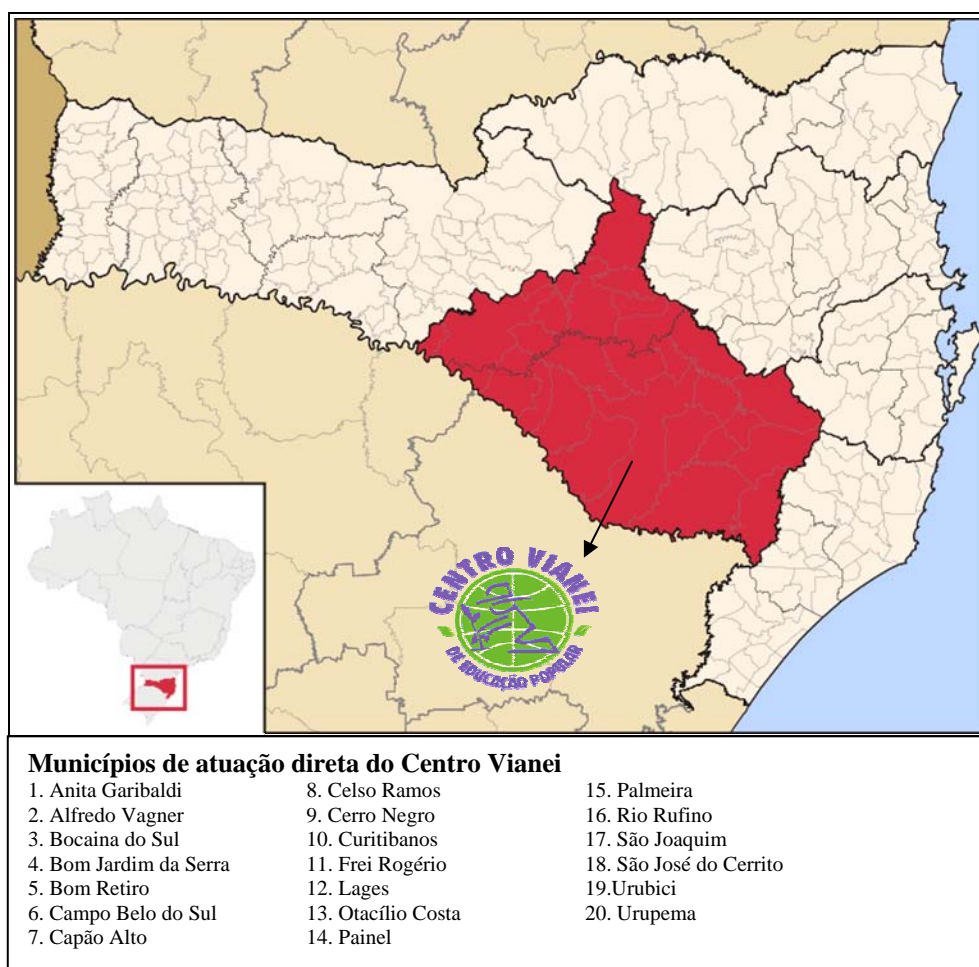 CENTRO VIANEI
DE EDUCAÇÃO POPULAR
Municípios de atuação direta do Centro Vianei
1. Anita Garibaldi
2. Alfredo Vagner
3. Bocaina do Sul
4. Bom Jardim da Serra
5. Bom Retiro
6. Campo Belo do Sul
7. Capão Alto
8. Celso Ramos
9. Cerro Negro
10. Curitibanos
11. Frei Rogério
12. Lages
13. Otacílio Costa
14. Painel
15. Palmeira
16. Rio Rufino
17. São Joaquim
18. São José do Cerrito
19.Urubici
20. Urupema